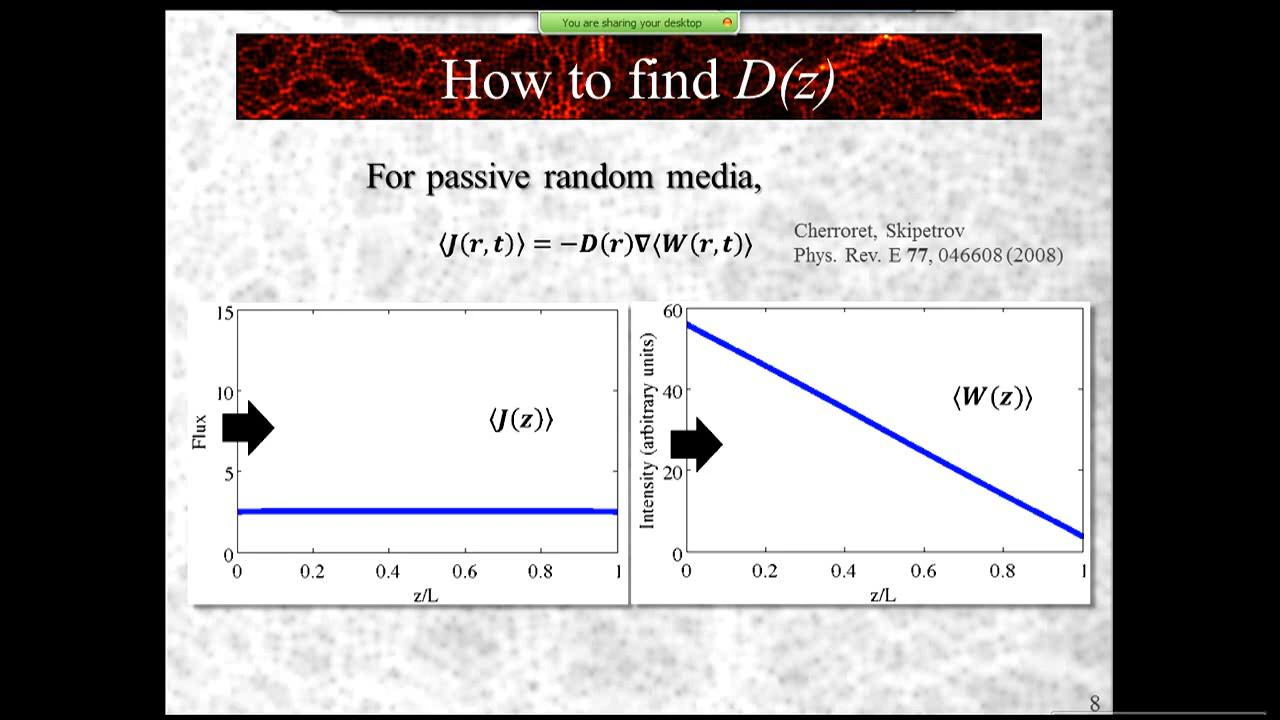 You are sharing your desktop
How to find D(z)
For passive random media,
⟨J(r,t)⟩ = −D(r)∇⟨W(r,t)⟩
Cherroret, Skipetrov
Phys. Rev. E 77, 046608 (2008)
15
10
5
0
Flux
⟨J(z)⟩
0 0.2 0.4 0.6 0.8 1
z/L
60
40
20
0
Intensity (arbitrary units)
⟨W(z)⟩
0 0.2 0.4 0.6 0.8 1
z/L
8